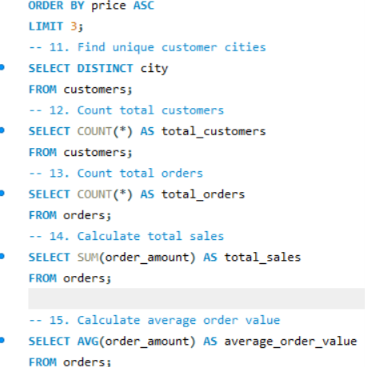 ORDER BY price ASC
LIMIT 3;
-- 11. Find unique customer cities
SELECT DISTINCT city
FROM customers;
-- 12. Count total customers
SELECT COUNT(*) AS total_customers
FROM customers;
-- 13. Count total orders
SELECT COUNT(*) AS total_orders
FROM orders;
-- 14. Calculate total sales
SELECT SUM(order_amount) AS total_sales
FROM orders;
-- 15. Calculate average order value
SELECT AVG(order_amount) AS average_order_value
FROM orders;